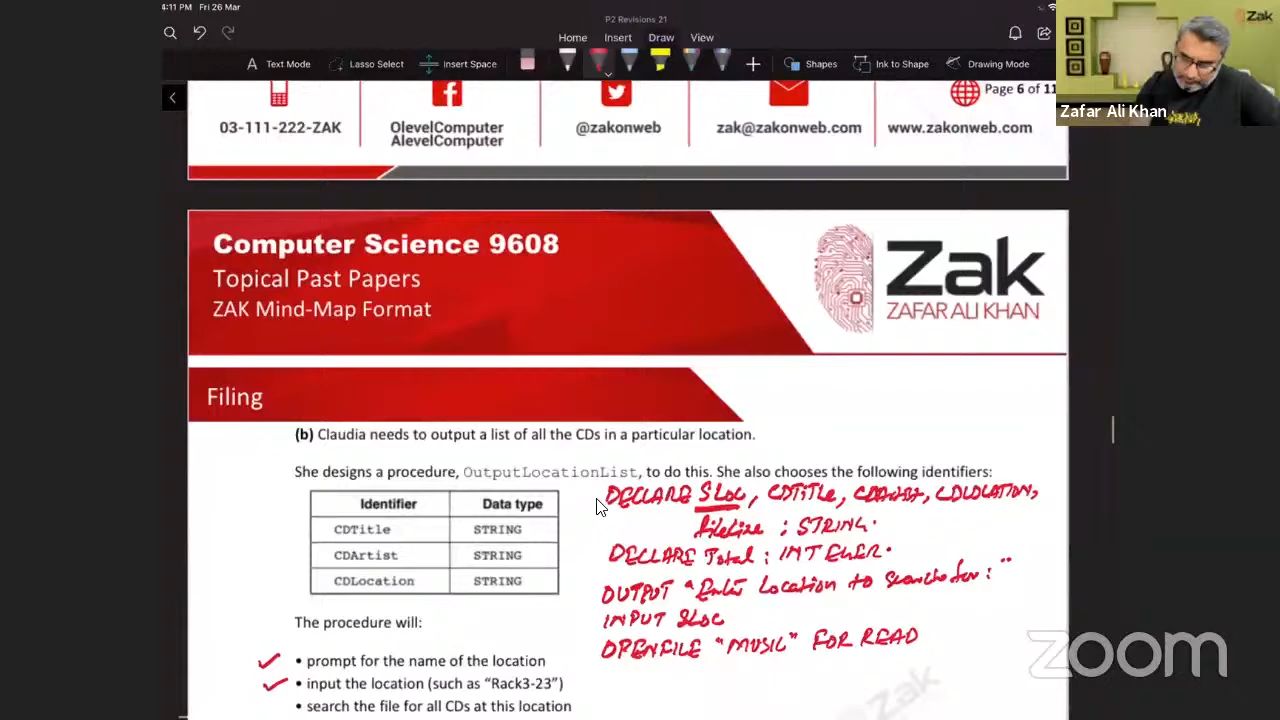 4:11 PM Fri 26 Mar
P2 Revisions 21
Home Insert Draw View
Text Mode Lasso Select Insert Space Shapes Ink to Shape Drawing Mode
Zak
Zafar Ali Khan
Page 6 of 11
03-111-222-ZAK
OlevelComputer
AlevelComputer
@zakonweb
zak@zakonweb.com
www.zakonweb.com
Computer Science 9608
Topical Past Papers
ZAK Mind-Map Format
Zak
ZAFAR ALI KHAN
Filing
(b) Claudia needs to output a list of all the CDs in a particular location.
She designs a procedure, OutputLocationList, to do this. She also chooses the following identifiers:
Identifier Data type
CDTitle STRING
CDArtist STRING
CDLocation STRING
DECLARE SLoc, CDTITLE, CDArtist, CDLOCATION,
fileLine : STRING.
DECLARE Total : INTEGER.
OUTPUT "Enter Location to Search for: "
INPUT SLOC
OPENFILE "MUSIC" FOR READ
The procedure will:
• prompt for the name of the location
• input the location (such as “Rack3-23”)
• search the file for all CDs at this location
Zak
zoom